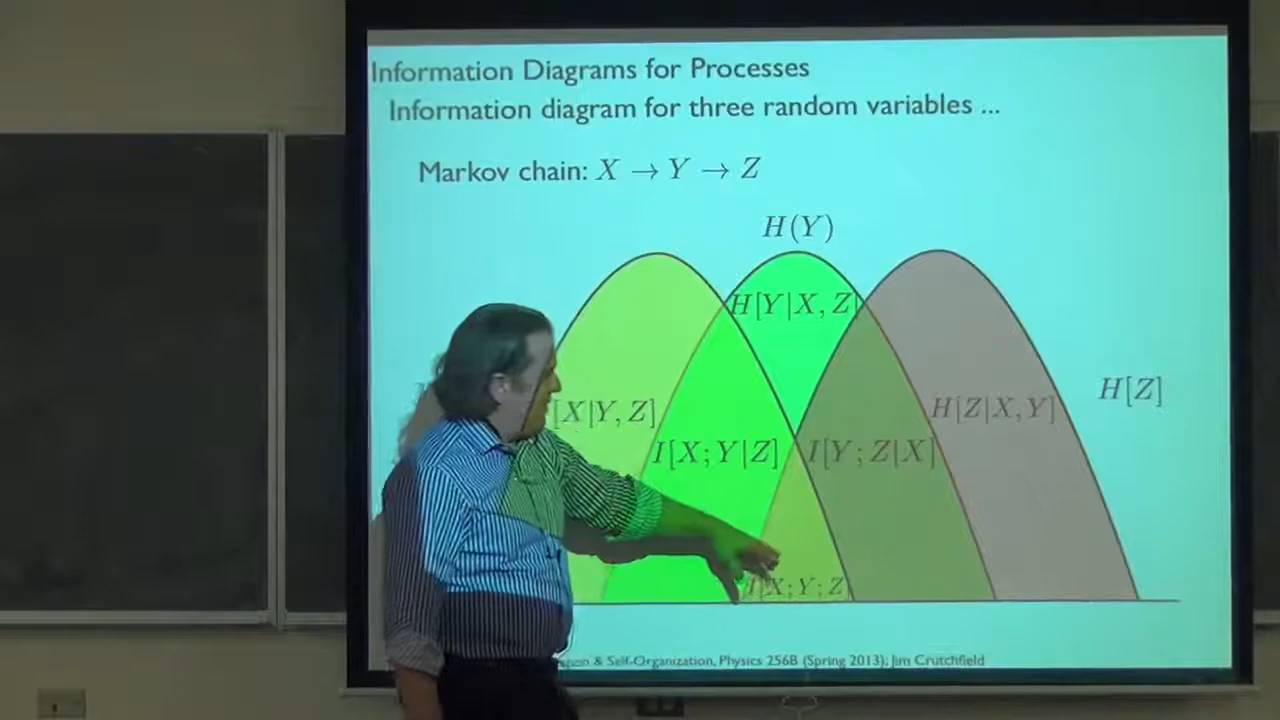 Information Diagrams for Processes
Information diagram for three random variables ...
Markov chain: X → Y → Z
H(Y)
H[Y|X, Z]
H[Z]
[X|Y, Z]
H[Z|X, Y]
I[X; Y|Z]
I[Y; Z|X]
I[X; Y; Z]
& Self-Organization, Physics 256B (Spring 2013); Jim Crutchfield